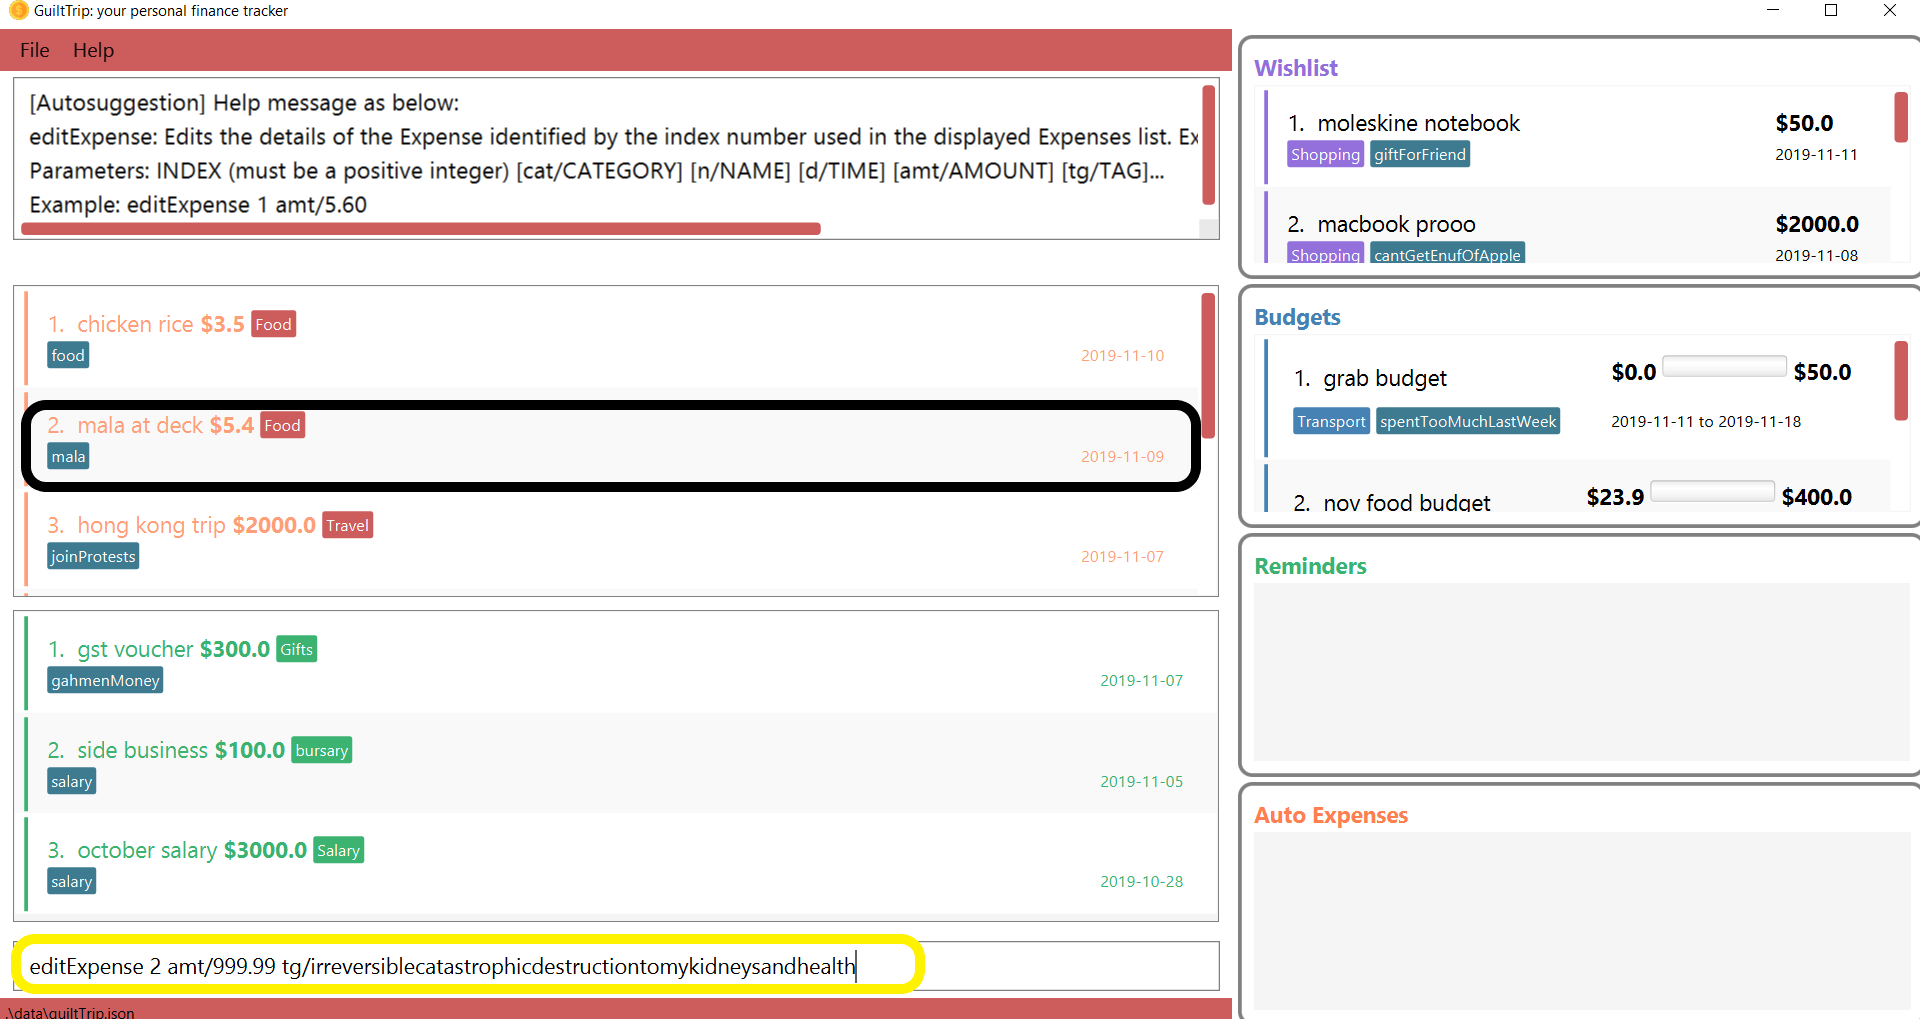 GuiltTrip: your personal finance tracker
File Help
[Autosuggestion] Help message as below:
editExpense: Edits the details of the Expense identified by the index number used in the displayed Expenses list. Ex
Parameters: INDEX (must be a positive integer) [cat/CATEGORY] [n/NAME] [d/TIME] [amt/AMOUNT] [tg/TAG]...
Example: editExpense 1 amt/5.60
1. chicken rice $3.5 Food
food 2019-11-10
2. mala at deck $5.4 Food
mala 2019-11-09
3. hong kong trip $2000.0 Travel
joinProtests 2019-11-07
1. gst voucher $300.0 Gifts
gahmenMoney 2019-11-07
2. side business $100.0 bursary
salary 2019-11-05
3. october salary $3000.0 Salary
salary 2019-10-28
editExpense 2 amt/999.99 tg/irreversiblecatastrophicdestructiontomykidneysandhealth
.\data\guiltTrip.json
Wishlist
1. moleskine notebook $50.0
Shopping giftForFriend 2019-11-11
2. macbook prooo $2000.0
Shopping cantGetEnufOfApple 2019-11-08
Budgets
1. grab budget $0.0 $50.0
Transport spentTooMuchLastWeek 2019-11-11 to 2019-11-18
2. nov food budget $23.9 $400.0
Reminders
Auto Expenses